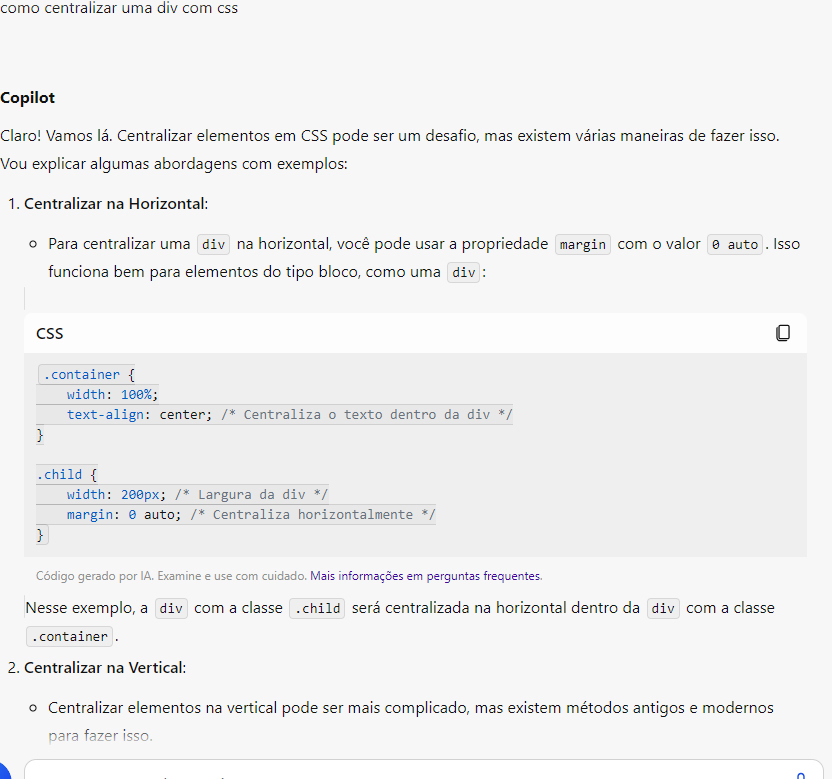 como centralizar uma div com css
Copilot
Claro! Vamos lá. Centralizar elementos em CSS pode ser um desafio, mas existem várias maneiras de fazer isso.
Vou explicar algumas abordagens com exemplos:
1. Centralizar na Horizontal:
Para centralizar uma div na horizontal, você pode usar a propriedade margin com o valor 0 auto. Isso
funciona bem para elementos do tipo bloco, como uma div:
CSS
.container {
    width: 100%;
    text-align: center; /* Centraliza o texto dentro da div */
}
.child {
    width: 200px; /* Largura da div */
    margin: 0 auto; /* Centraliza horizontalmente */
}
Código gerado por IA. Examine e use com cuidado. Mais informações em perguntas frequentes.
Nesse exemplo, a div com a classe .child será centralizada na horizontal dentro da div com a classe
.container.
2. Centralizar na Vertical:
Centralizar elementos na vertical pode ser mais complicado, mas existem métodos antigos e modernos
para fazer isso.